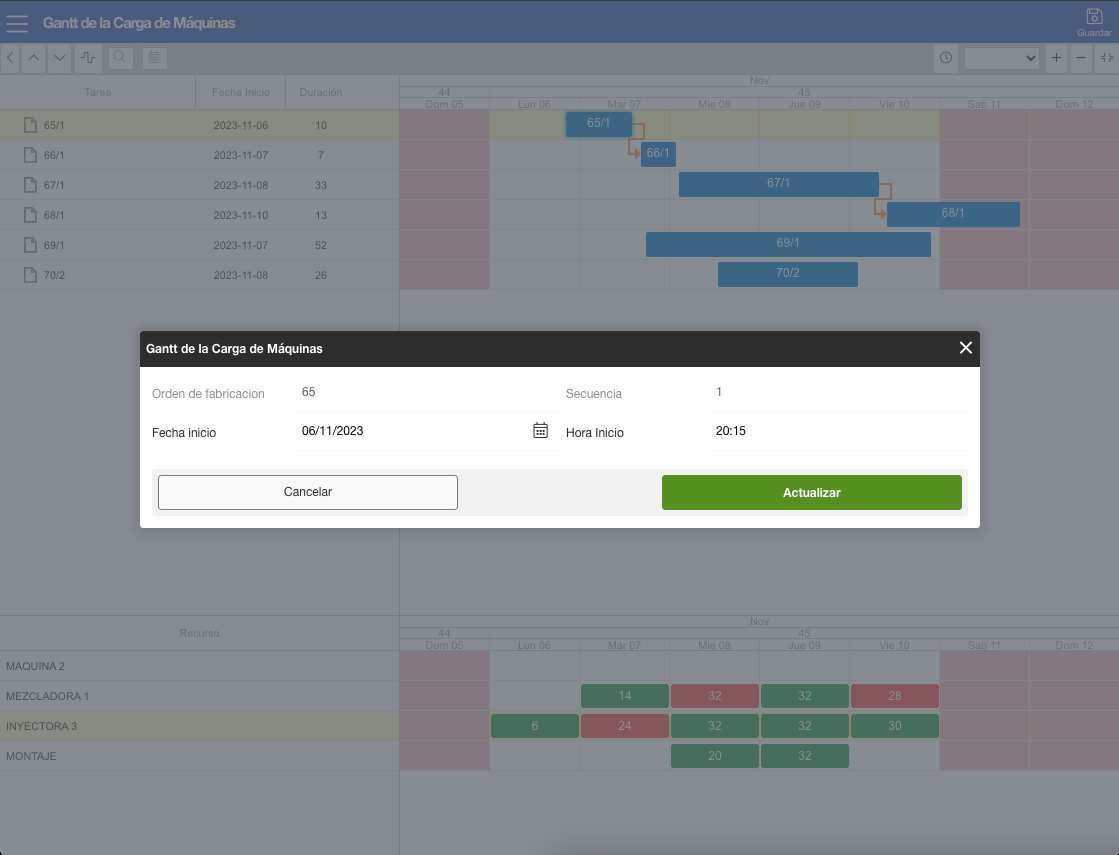 Gantt de la Carga de Máquinas
Guardar
Tarea Fecha Inicio Duración
Nov
44 45
Dom 05 Lun 06 Mar 07 Mie 08 Jue 09 Vie 10 Sab 11 Dom 12
65/1 2023-11-06 10 65/1
66/1 2023-11-07 7 66/1
67/1 2023-11-08 33 67/1
68/1 2023-11-10 13 68/1
69/1 2023-11-07 52 69/1
70/2 2023-11-08 26 70/2
Gantt de la Carga de Máquinas
Orden de fabricacion 65 Secuencia 1
Fecha inicio 06/11/2023 Hora Inicio 20:15
Cancelar Actualizar
Recurso
Nov
44 45
Dom 05 Lun 06 Mar 07 Mie 08 Jue 09 Vie 10 Sab 11 Dom 12
MAQUINA 2
MEZCLADORA 1 14 32 32 28
INYECTORA 3 6 24 32 32 30
MONTAJE 20 32